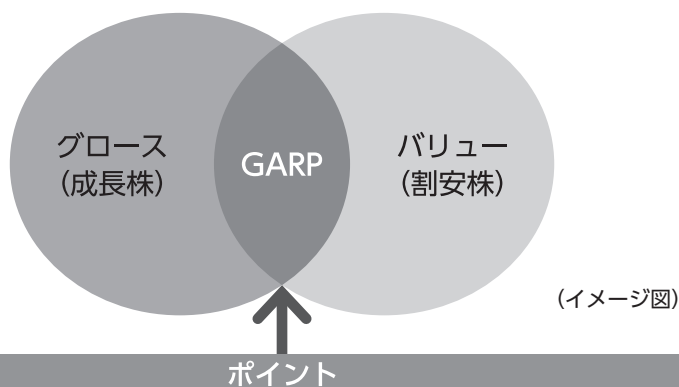 グロース
（成長株）
GARP
バリュー
（割安株）
（イメージ図）
ポイント